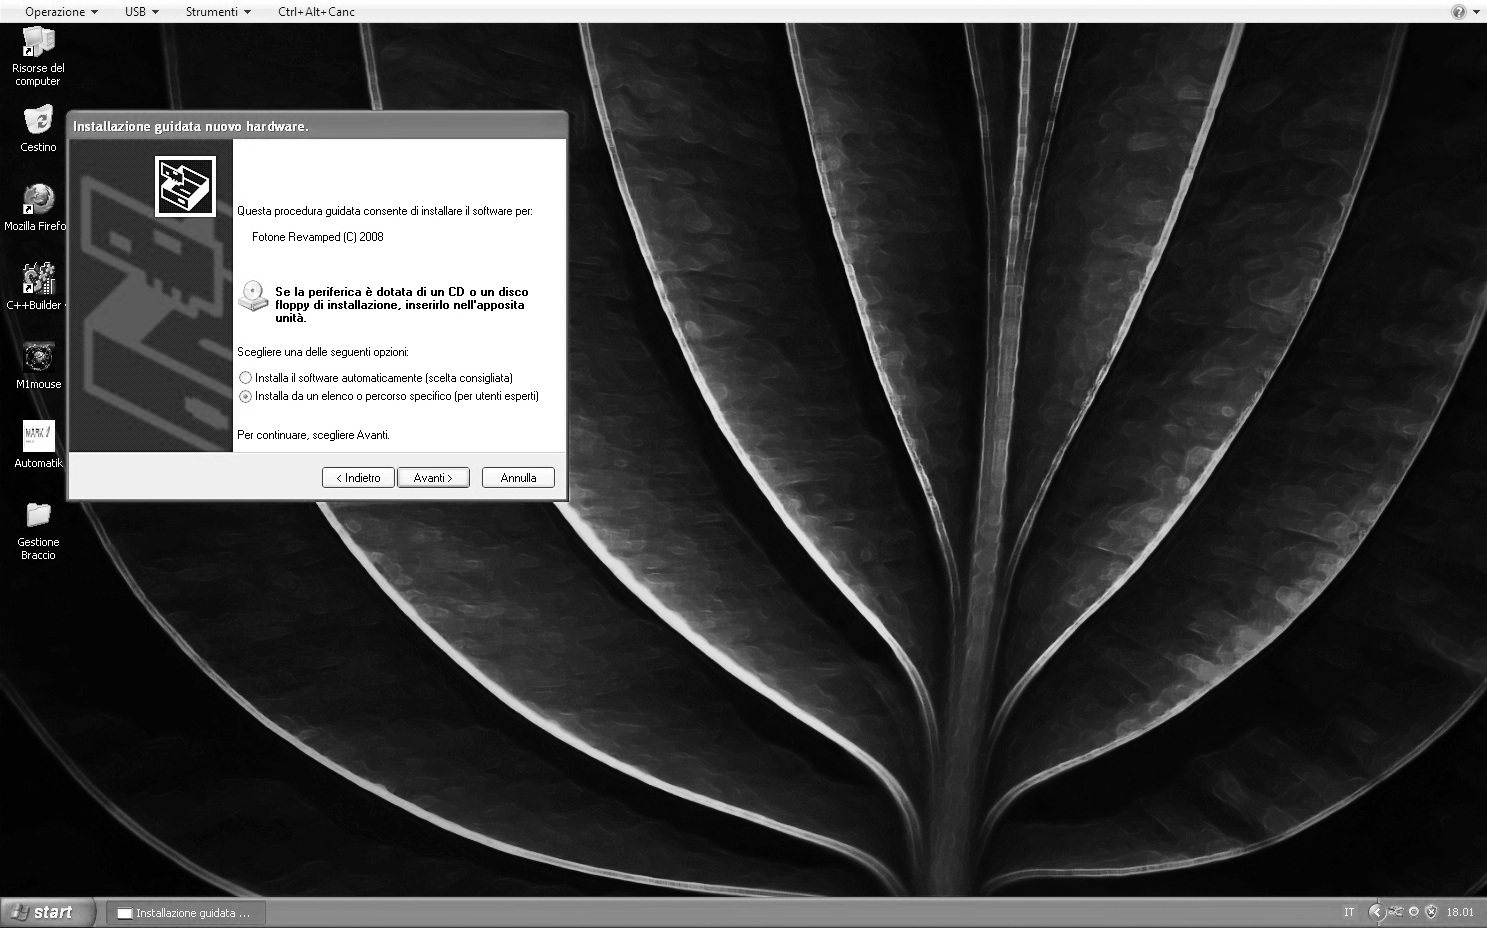 Operazione USB Strumenti Ctrl+Alt+Canc
Risorse del
computer
Cestino
Mozilla Firefo
C++Builder
M1mouse
MARK 1
Automatik
Gestione
Braccio
Installazione guidata nuovo hardware.
Questa procedura guidata consente di installare il software per:
Fotone Revamped (C) 2008
Se la periferica è dotata di un CD o un disco
floppy di installazione, inserirlo nell'apposita
unità.
Scegliere una delle seguenti opzioni:
Installa il software automaticamente (scelta consigliata)
Installa da un elenco o percorso specifico (per utenti esperti)
Per continuare, scegliere Avanti.
< Indietro Avanti > Annulla
start Installazione guidata ... IT 18.01